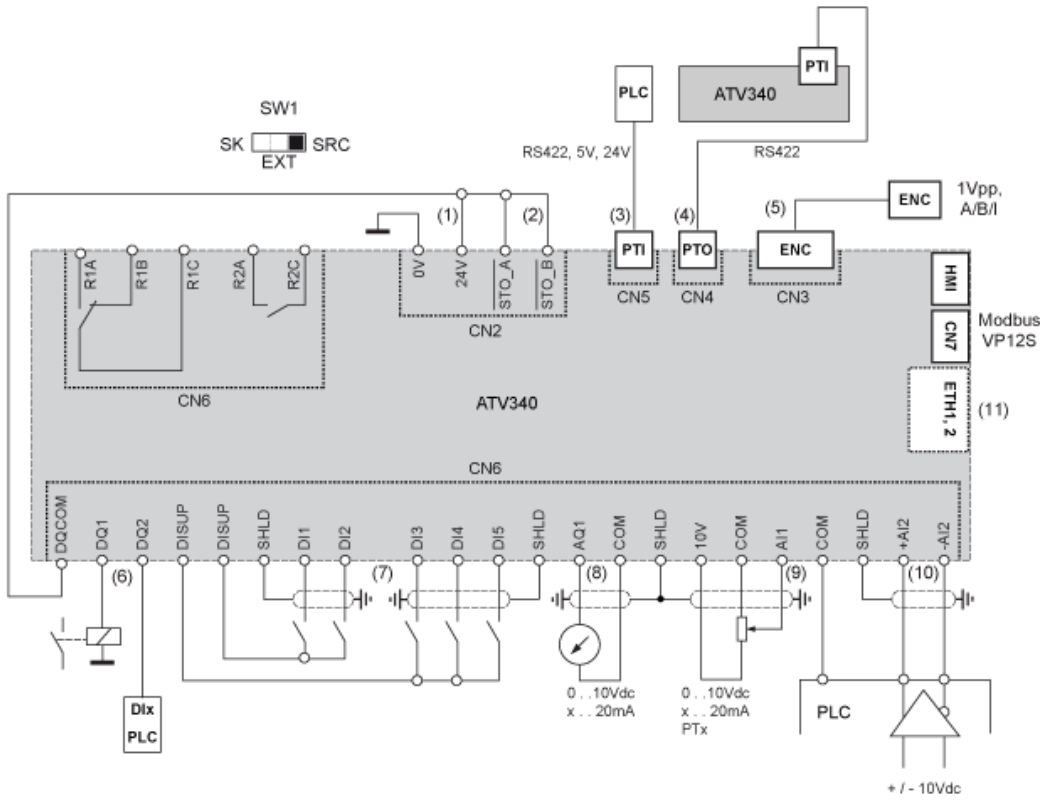 PTI
PLC
ATV340
SW1
SK SRC
EXT
RS422, 5V, 24V
RS422
ENC
1Vpp,
A/B/I
(1)
(2)
(3)
(4)
(5)
R1A
R1B
R1C
R2A
R2C
0V
24V
STO_A
STO_B
PTI
PTO
ENC
HMI
CN5
CN4
CN3
CN2
CN7
Modbus
VP12S
CN6
ATV340
ETH1, 2
(11)
CN6
DQCOM
DQ1
DQ2
DISUP
DISUP
SHLD
DI1
DI2
DI3
DI4
DI5
SHLD
AQ1
COM
SHLD
10V
COM
AI1
COM
SHLD
+AI2
-AI2
(6)
(7)
(8)
(9)
(10)
0 . . 10Vdc
x . . 20mA
0 . . 10Vdc
x . . 20mA
PTx
DIx
PLC
PLC
+ / - 10Vdc